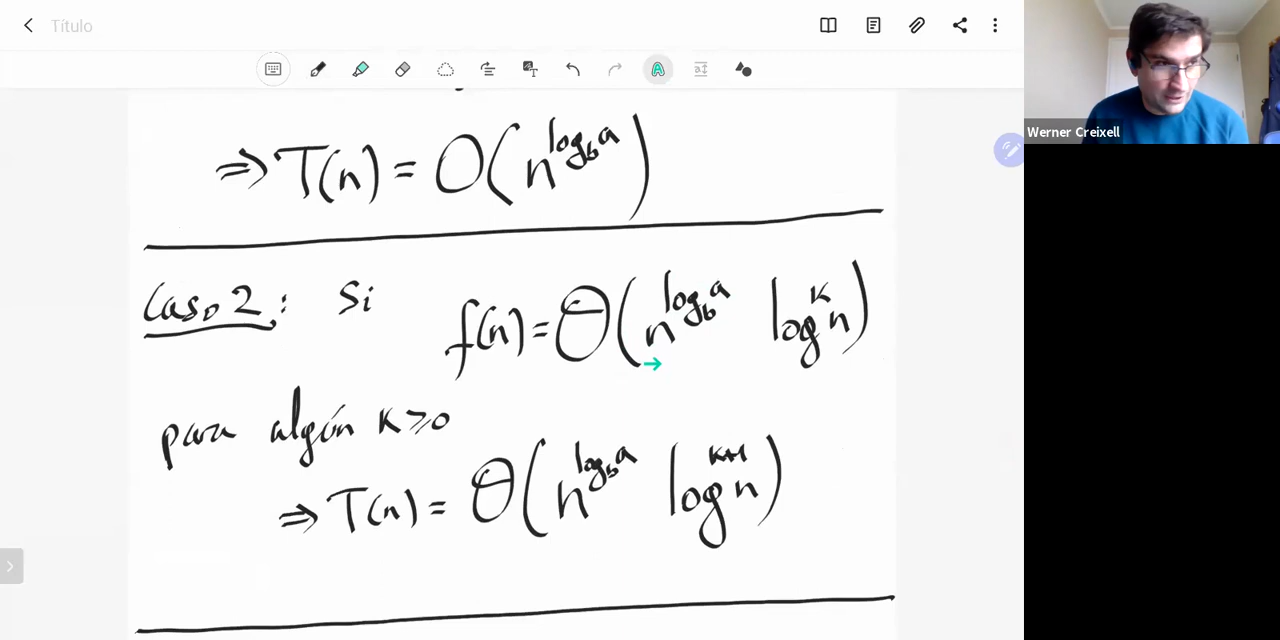 Título
Werner Creixell
⇒ T(n) = O(n^{log_b a})
Caso 2: Si f(n) = Θ(n^{log_b a} log^k n)
para algún k ≥ 0
⇒ T(n) = Θ(n^{log_b a} log^{k+1} n)